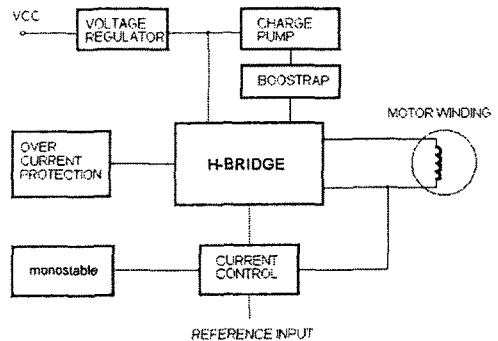 VCC
VOLTAGE
REGULATOR
CHARGE
PUMP
BOOSTRAP
MOTOR WINDING
OVER
CURRENT
PROTECTION
H-BRIDGE
monostable
CURRENT
CONTROL
REFERENCE INPUT